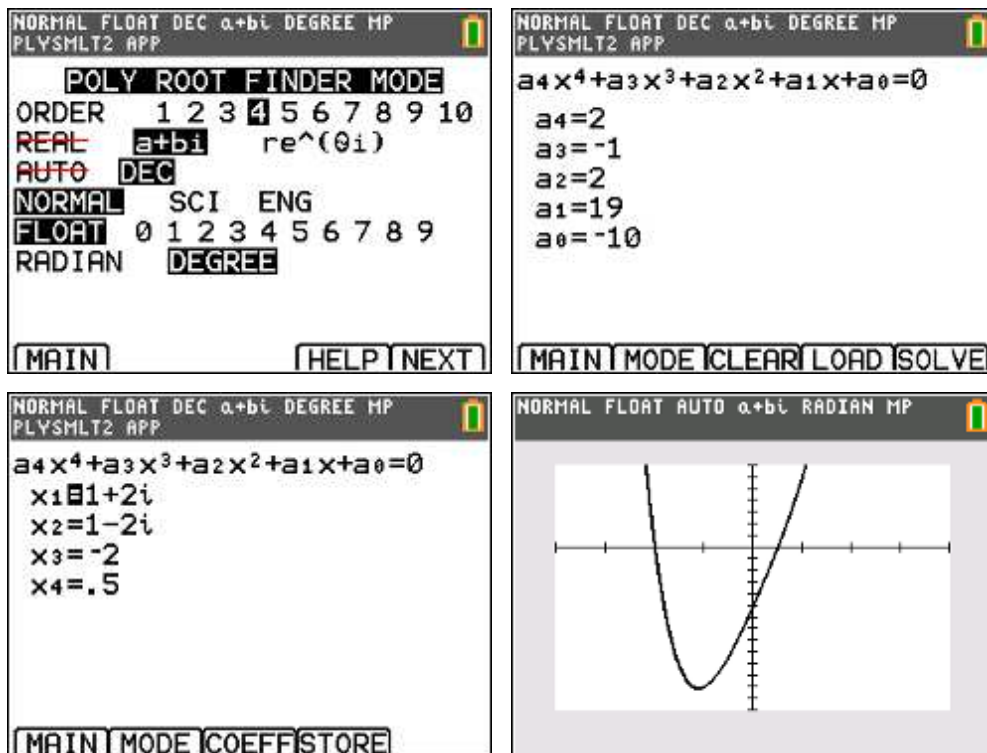 NORMAL FLOAT DEC a+bi DEGREE MP
PLYSMLT2 APP
POLY ROOT FINDER MODE
ORDER 1 2 3 4 5 6 7 8 9 10
REAL a+bi re^(θi)
AUTO DEC
NORMAL SCI ENG
FLOAT 0 1 2 3 4 5 6 7 8 9
RADIAN DEGREE
MAIN HELP NEXT
NORMAL FLOAT DEC a+bi DEGREE MP
PLYSMLT2 APP
a₄x⁴+a₃x³+a₂x²+a₁x+a₀=0
a₄=2
a₃=-1
a₂=2
a₁=19
a₀=-10
MAIN MODE CLEAR LOAD SOLVE
NORMAL FLOAT DEC a+bi DEGREE MP
PLYSMLT2 APP
a₄x⁴+a₃x³+a₂x²+a₁x+a₀=0
x₁=1+2i
x₂=1-2i
x₃=-2
x₄=.5
MAIN MODE COEFF STORE
NORMAL FLOAT AUTO a+bi RADIAN MP